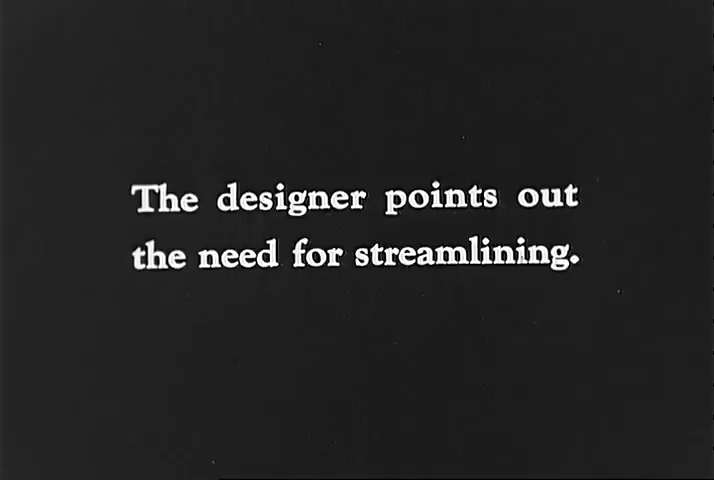 The designer points out
the need for streamlining.